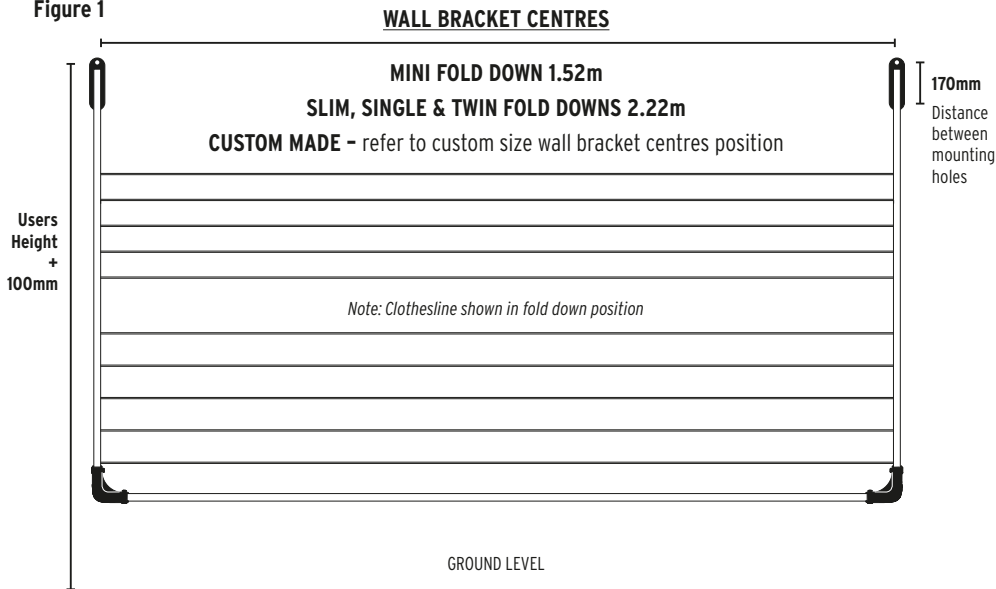 Figure 1
WALL BRACKET CENTRES
MINI FOLD DOWN 1.52m
SLIM, SINGLE & TWIN FOLD DOWNS 2.22m
CUSTOM MADE – refer to custom size wall bracket centres position
170mm
Distance
between
mounting
holes
Users
Height
+
100mm
Note: Clothesline shown in fold down position
GROUND LEVEL